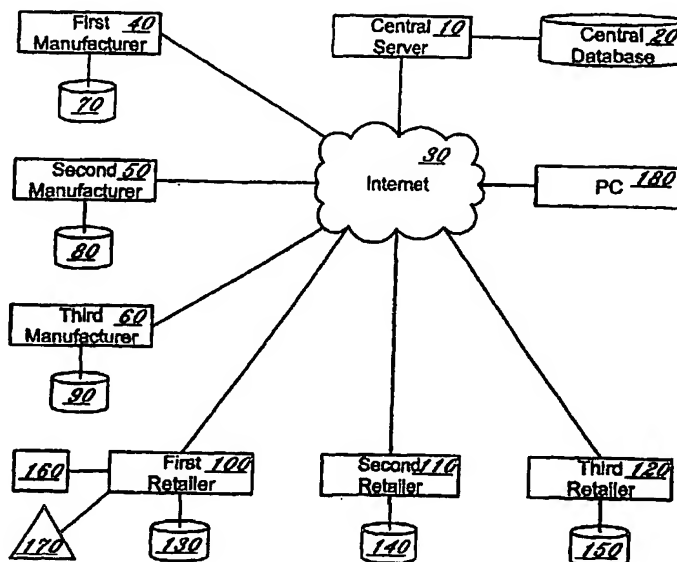 First 40
Manufacturer
70
Central 10
Server
Central 20
Database
30
Internet
Second 50
Manufacturer
80
PC 180
Third 60
Manufacturer
90
160
First 100
Retailer
Second 110
Retailer
Third 120
Retailer
170
130
140
150